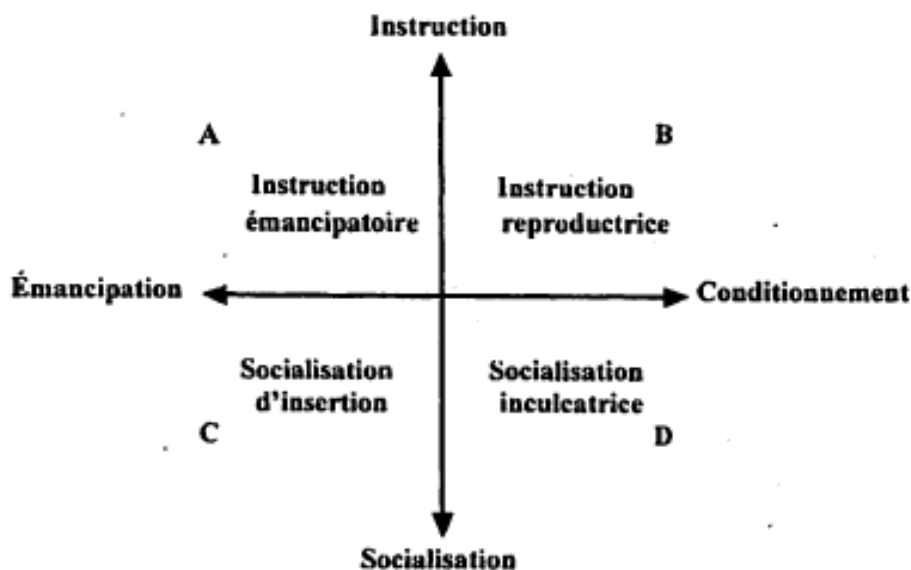 Instruction
A
B
Instruction
émancipatoire
Instruction
reproductrice
Émancipation
Conditionnement
Socialisation
d'insertion
Socialisation
inculcatrice
C
D
Socialisation